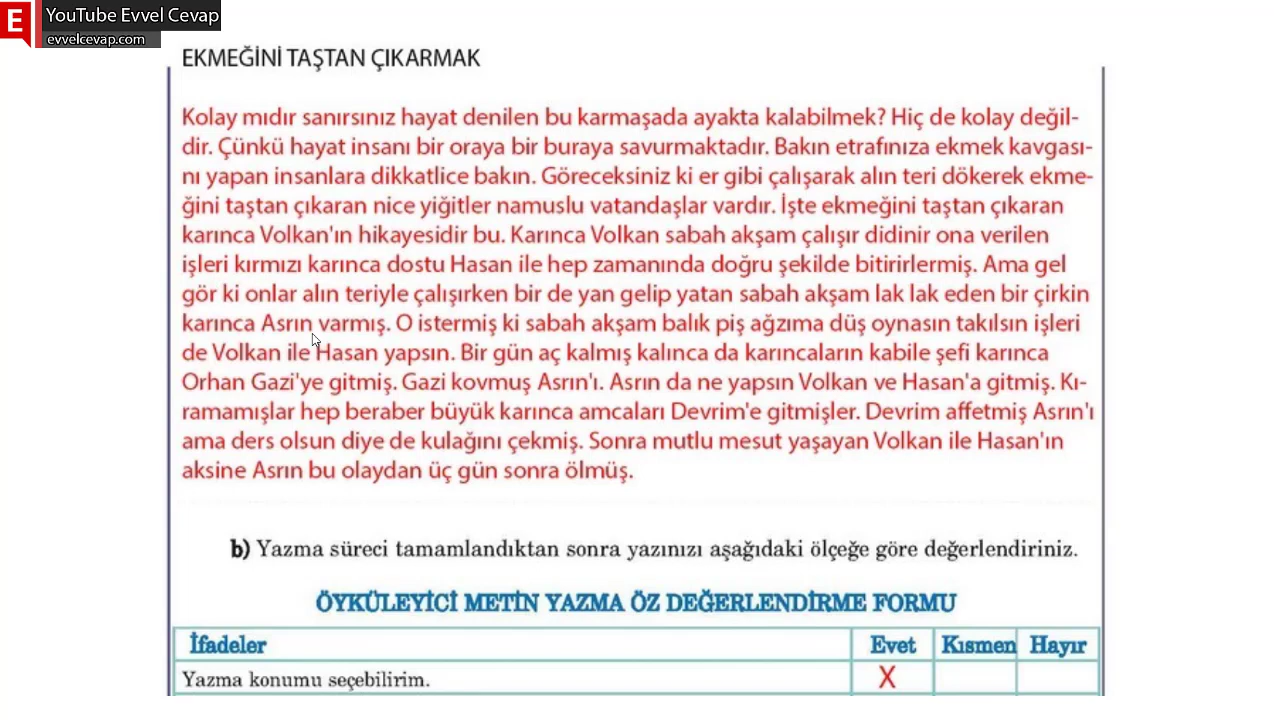 E
YouTube Evvel Cevap
evvelcevap.com
EKMEĞİNİ TAŞTAN ÇIKARMAK
Kolay mıdır sanırsınız hayat denilen bu karmaşada ayakta kalabilmek? Hiç de kolay değil-
dir. Çünkü hayat insanı bir oraya bir buraya savurmaktadır. Bakın etrafınıza ekmek kavgası-
nı yapan insanlara dikkatlice bakın. Göreceksiniz ki er gibi çalışarak alın teri dökerek ekme-
ğini taştan çıkaran nice yiğitler namuslu vatandaşlar vardır. İşte ekmeğini taştan çıkaran
karınca Volkan'ın hikayesidir bu. Karınca Volkan sabah akşam çalışır didinir ona verilen
işleri kırmızı karınca dostu Hasan ile hep zamanında doğru şekilde bitirirlermiş. Ama gel
gör ki onlar alın teriyle çalışırken bir de yan gelip yatan sabah akşam lak lak eden bir çirkin
karınca Asrın varmış. O istermiş ki sabah akşam balık piş ağzıma düş oynasın takılsın işleri
de Volkan ile Hasan yapsın. Bir gün aç kalmış kalınca da karıncaların kabile şefi karınca
Orhan Gazi'ye gitmiş. Gazi kovmuş Asrın'ı. Asrın da ne yapsın Volkan ve Hasan'a gitmiş. Kı-
ramamışlar hep beraber büyük karınca amcaları Devrim'e gitmişler. Devrim affetmiş Asrın'ı
ama ders olsun diye de kulağını çekmiş. Sonra mutlu mesut yaşayan Volkan ile Hasan'ın
aksine Asrın bu olaydan üç gün sonra ölmüş.
b) Yazma süreci tamamlandıktan sonra yazınızı aşağıdaki ölçeğe göre değerlendiriniz.
ÖYKÜLEYİCİ METİN YAZMA ÖZ DEĞERLENDİRME FORMU
İfadeler Evet Kısmen Hayır
Yazma konumu seçebilirim. X